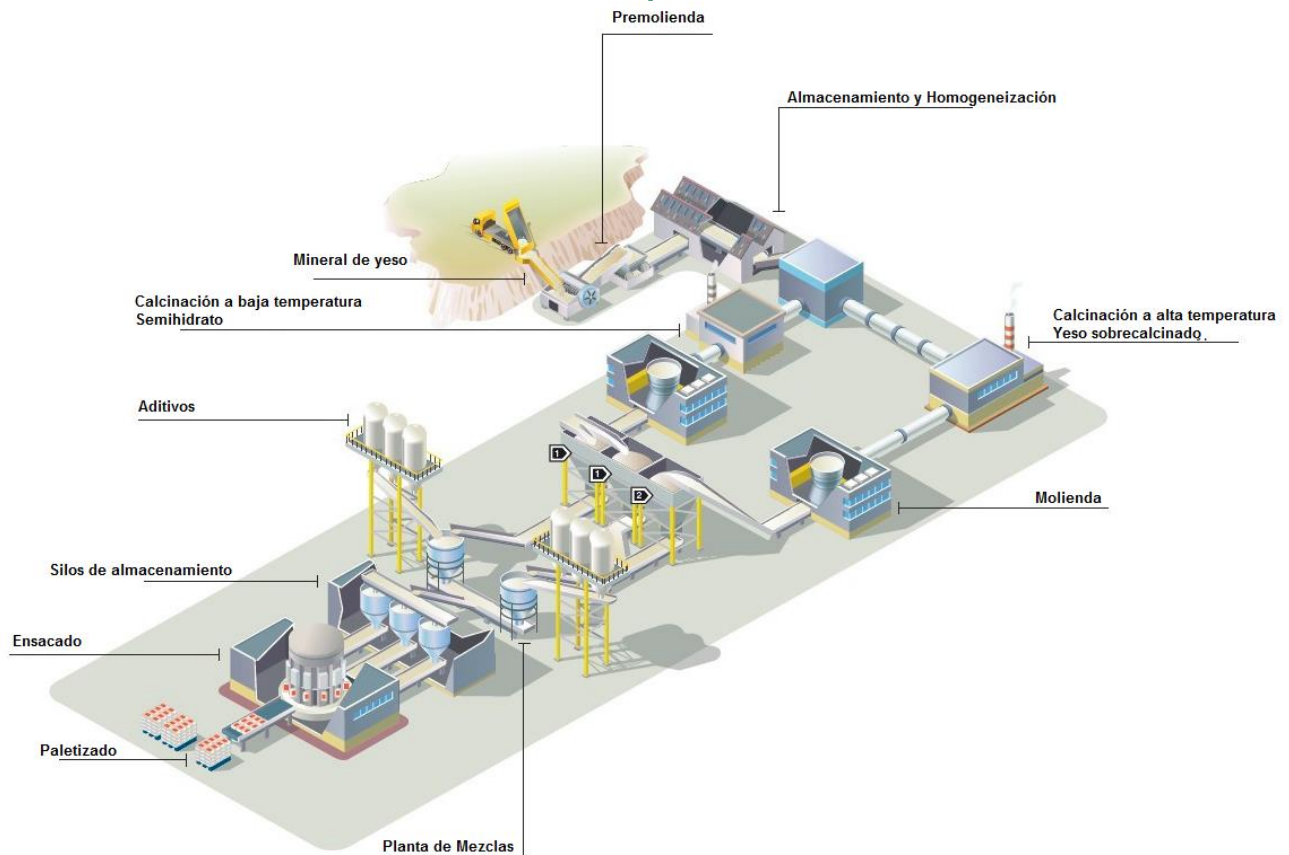 Premolienda
Almacenamiento y Homogeneización
Mineral de yeso
Calcinación a baja temperatura
Semihidrato
Calcinación a alta temperatura
Yeso sobrecalcinado.
Aditivos
1
1
2
Molienda
Silos de almacenamiento
Ensacado
Paletizado
Planta de Mezclas